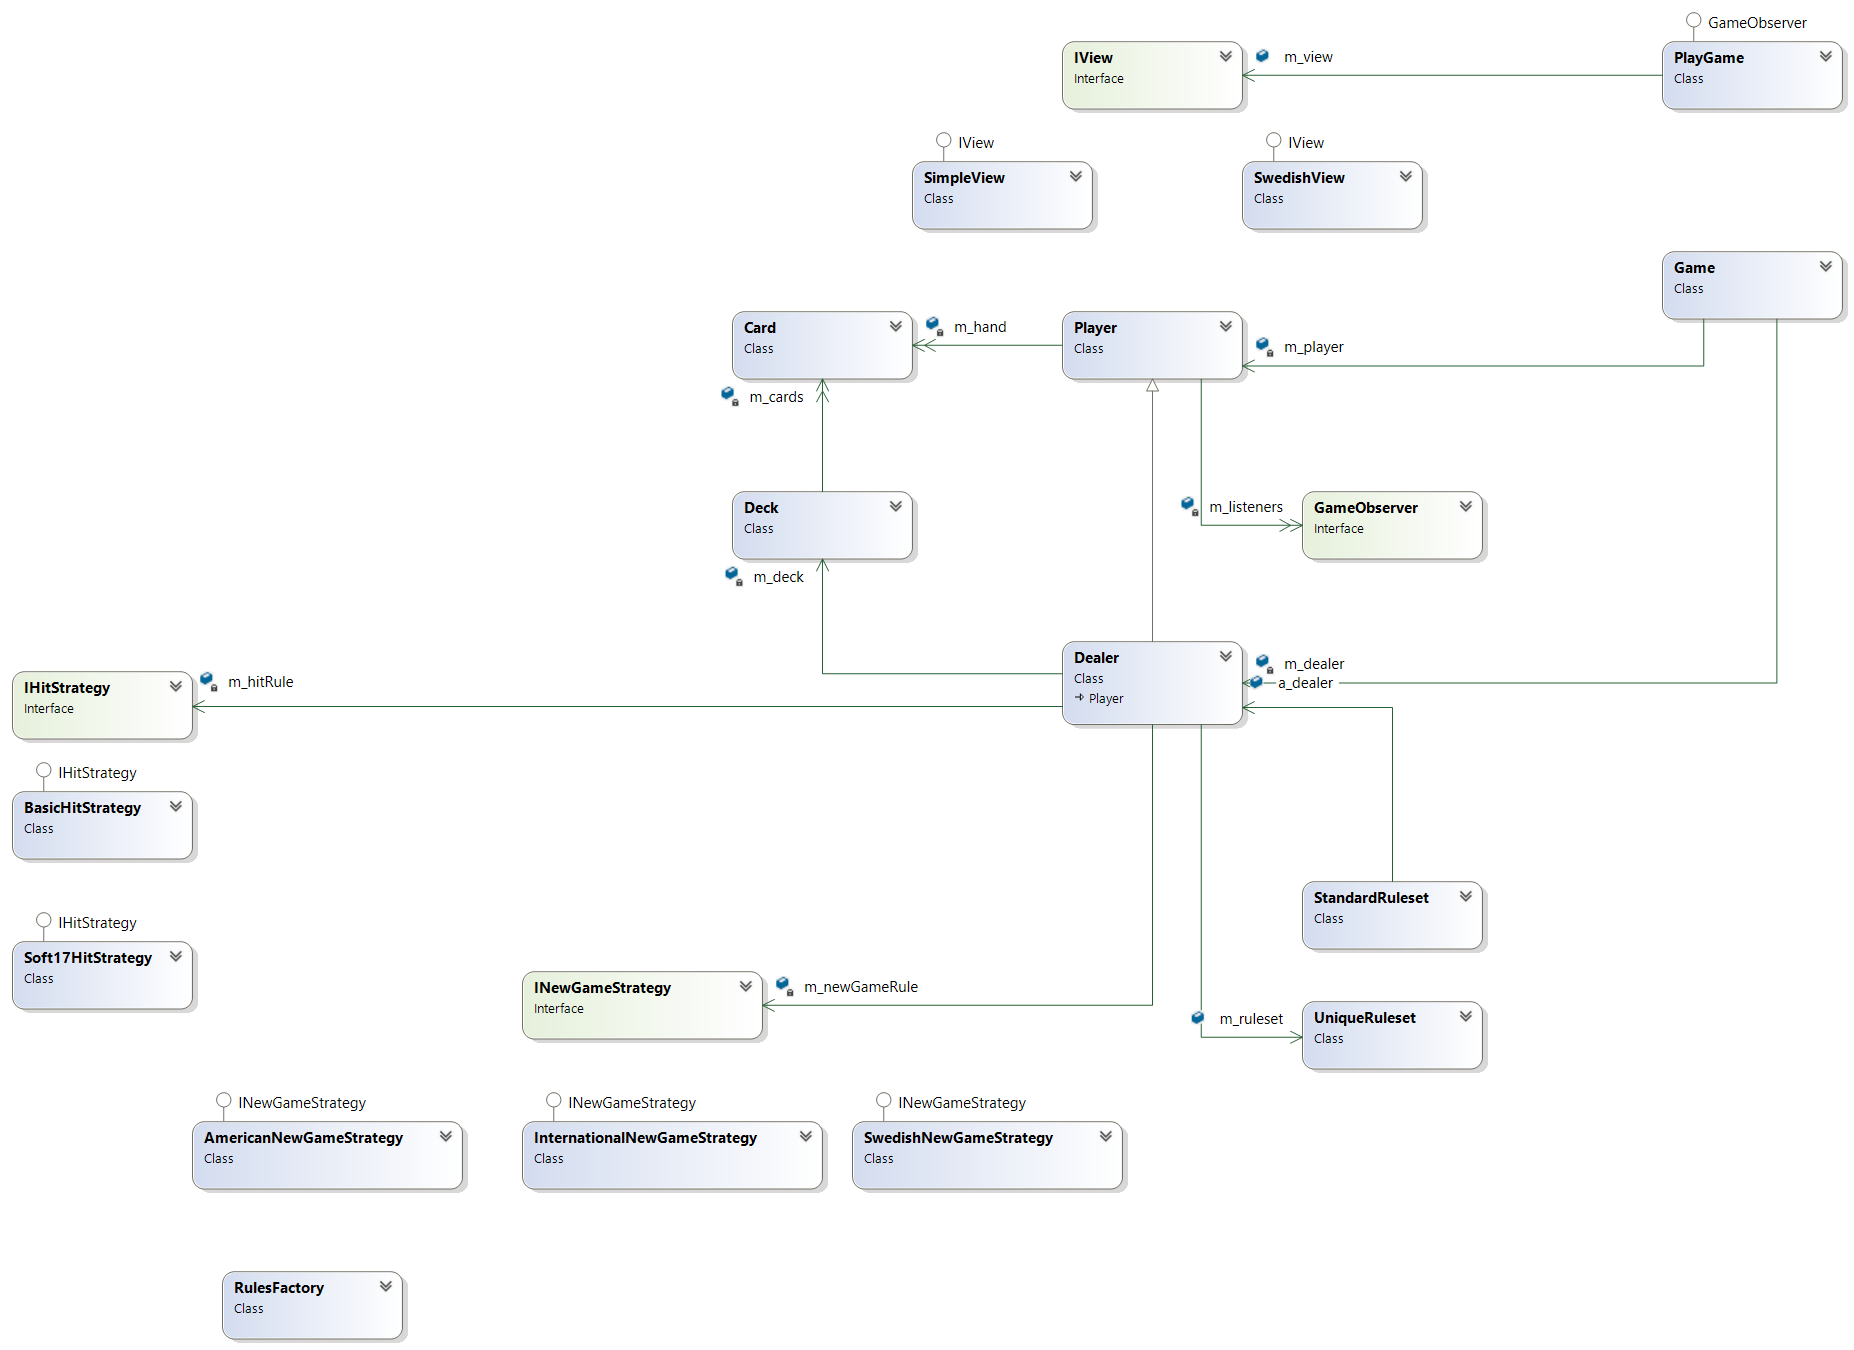 GameObserver
IView
Interface
m_view
PlayGame
Class
IView
SimpleView
Class
IView
SwedishView
Class
Game
Class
Card
Class
m_hand
Player
Class
m_player
m_cards
Deck
Class
m_listeners
GameObserver
Interface
m_deck
Dealer
Class
Player
m_dealer
a_dealer
IHitStrategy
Interface
m_hitRule
IHitStrategy
BasicHitStrategy
Class
StandardRuleset
Class
IHitStrategy
Soft17HitStrategy
Class
INewGameStrategy
Interface
m_newGameRule
m_ruleset
UniqueRuleset
Class
INewGameStrategy
AmericanNewGameStrategy
Class
INewGameStrategy
InternationalNewGameStrategy
Class
INewGameStrategy
SwedishNewGameStrategy
Class
RulesFactory
Class